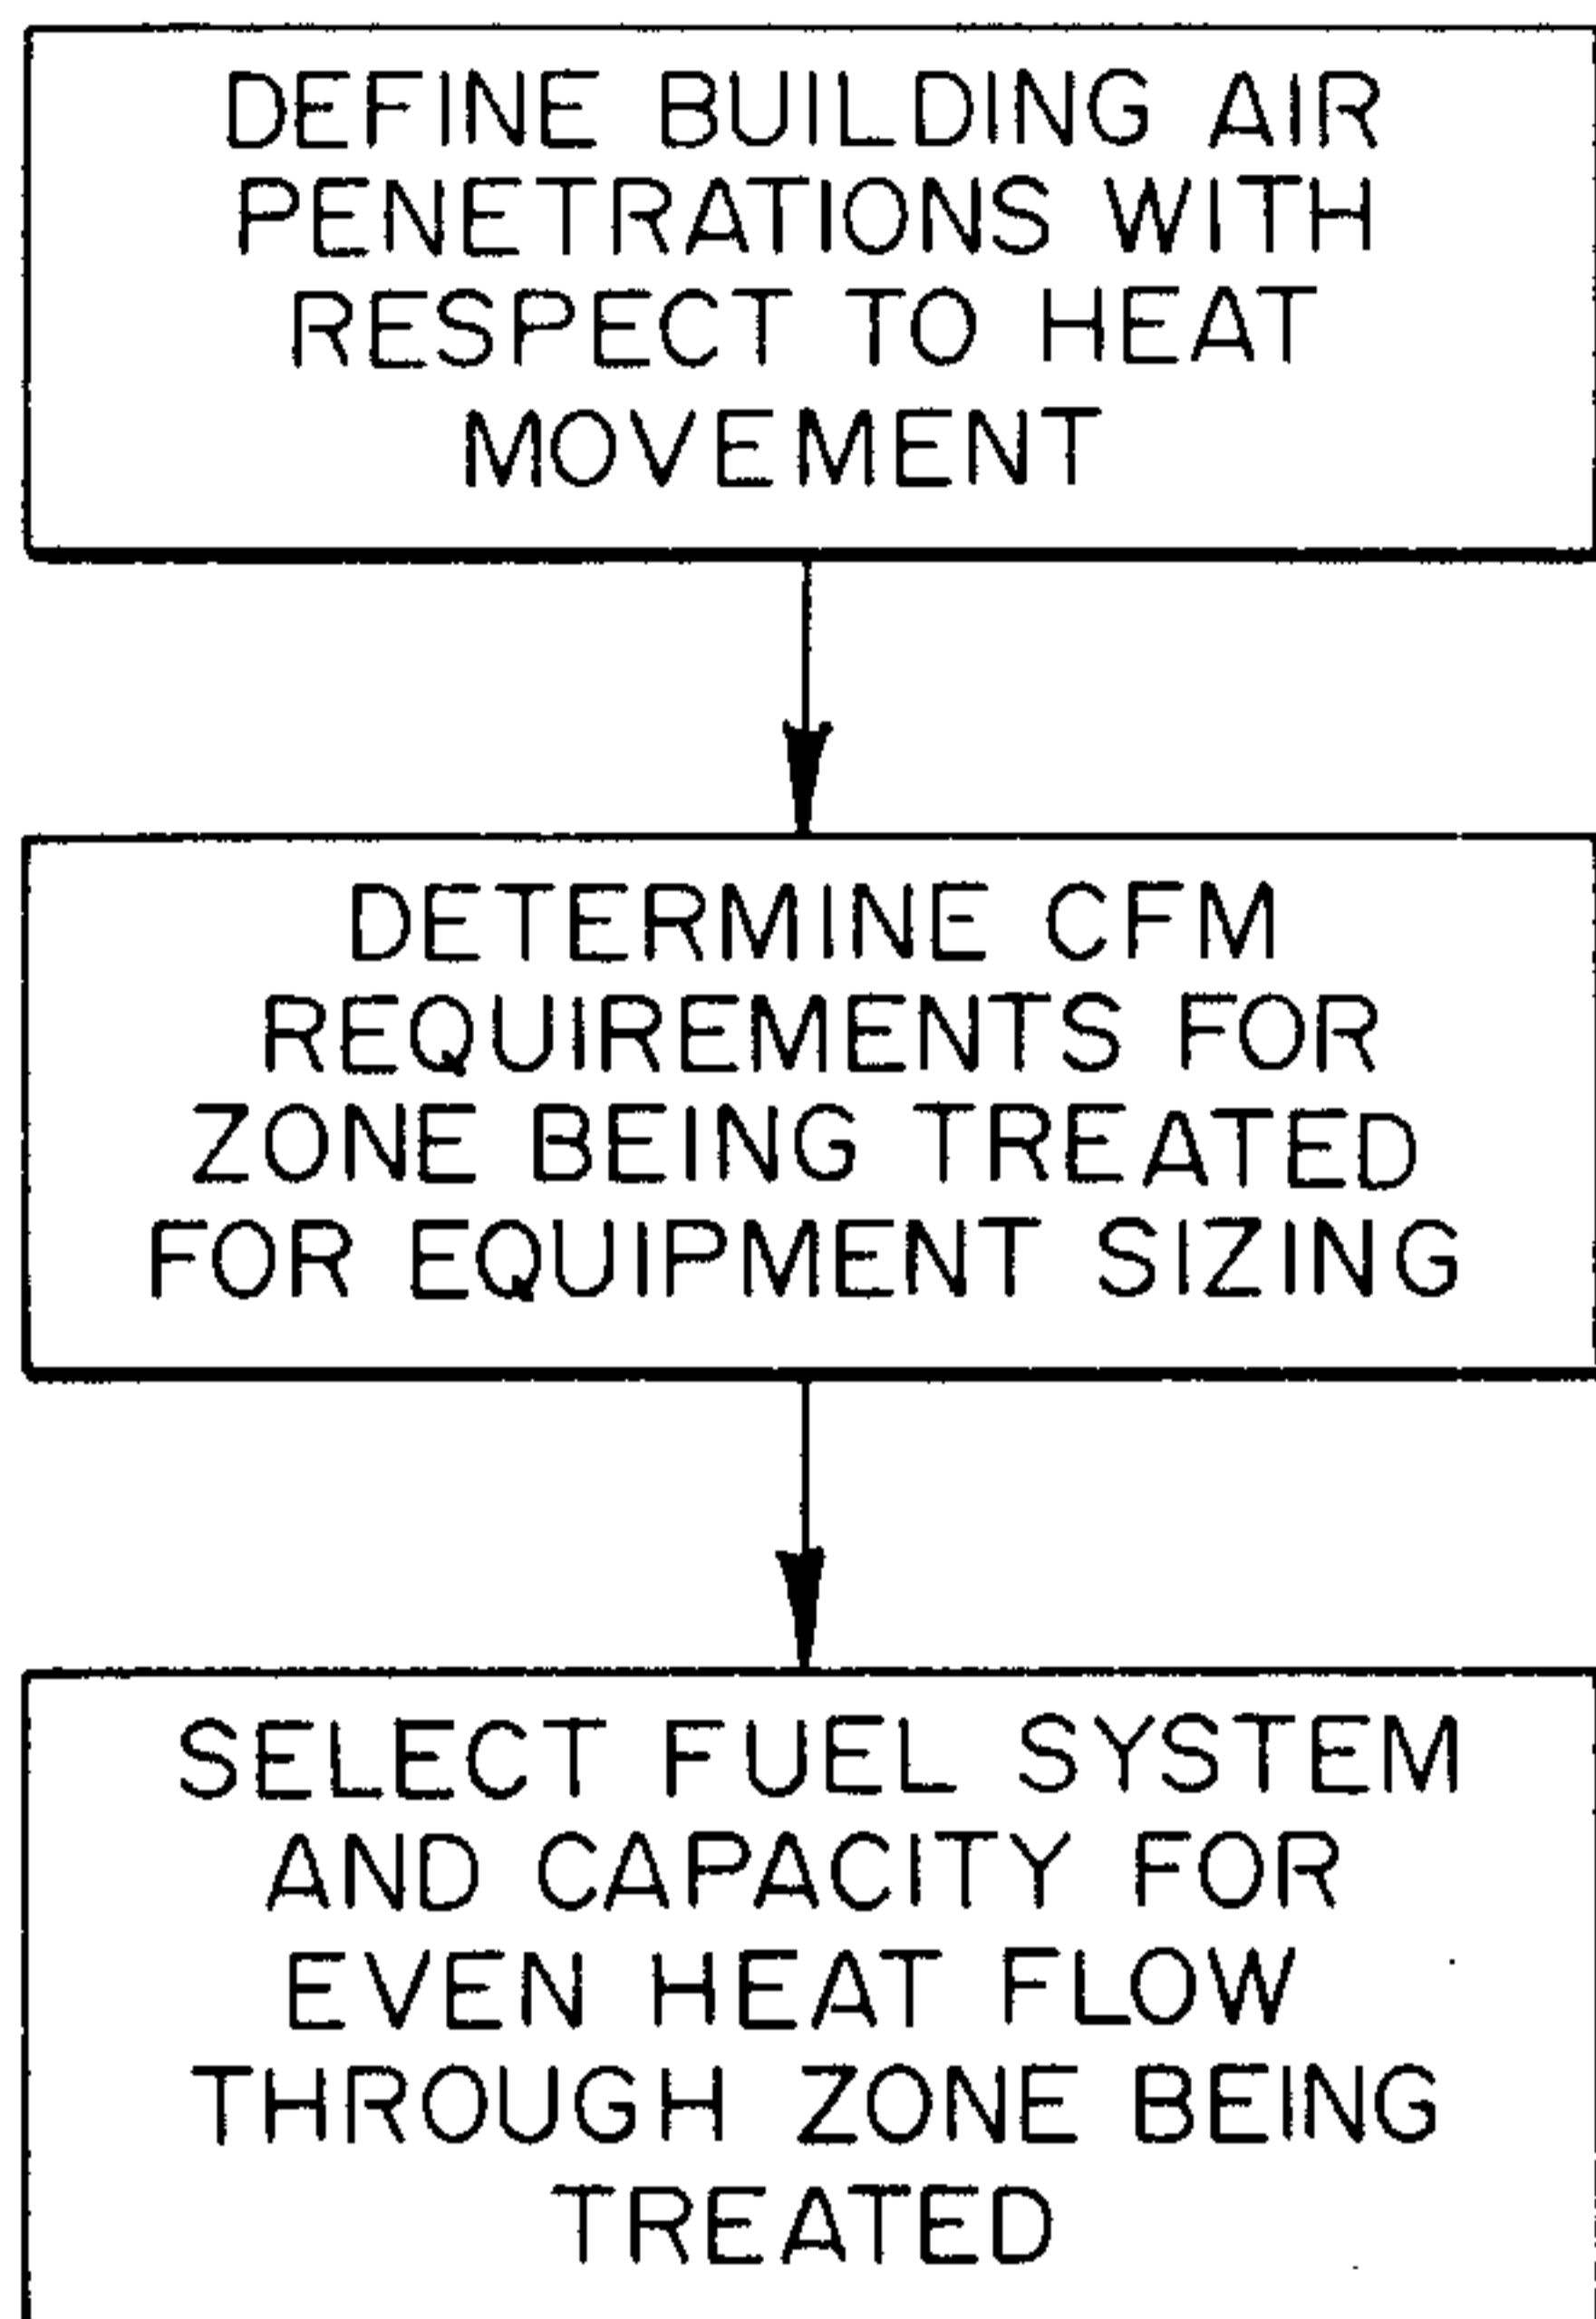 DEFINE BUILDING AIR
PENETRATIONS WITH
RESPECT TO HEAT
MOVEMENT
DETERMINE CFM
REQUIREMENTS FOR
ZONE BEING TREATED
FOR EQUIPMENT SIZING
SELECT FUEL SYSTEM
AND CAPACITY FOR
EVEN HEAT FLOW
THROUGH ZONE BEING
TREATED